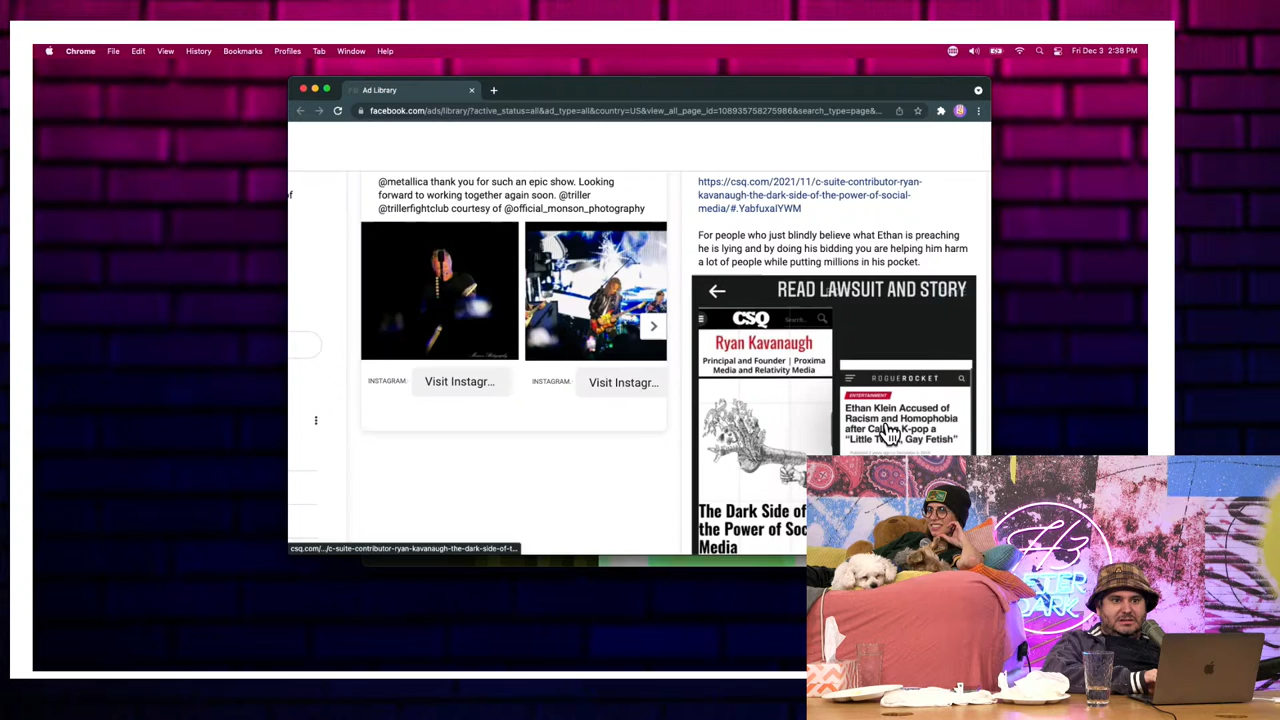 Chrome File Edit View History Bookmarks Profiles Tab Window Help
Fri Dec 3 2:38 PM
Ad Library
facebook.com/ads/library/?active_status=all&ad_type=all&country=US&view_all_page_id=108935758275986&search_type=page&...
of
@metallica thank you for such an epic show. Looking
forward to working together again soon. @triller
@trillerfightclub courtesy of @official_monson_photography
INSTAGRAM.
Visit Instagr...
INSTAGRAM.
Visit Instagr...
https://csq.com/2021/11/c-suite-contributor-ryan-
kavanaugh-the-dark-side-of-the-power-of-social-
media/#.YabfuxaIYWM
For people who just blindly believe what Ethan is preaching
he is lying and by doing his bidding you are helping him harm
a lot of people while putting millions in his pocket.
READ LAWSUIT AND STORY
CSQ
Search...
Ryan Kavanaugh
Principal and Founder | Proxima
Media and Relativity Media
The Dark Side of
the Power of Soc
Media
ROGUEROCKET
ENTERTAINMENT
Ethan Klein Accused of
Racism and Homophobia
after K-pop a
"Little Gay Fetish"
csq.com/.../c-suite-contributor-ryan-kavanaugh-the-dark-side-of-t...
H3
AFTER
DARK